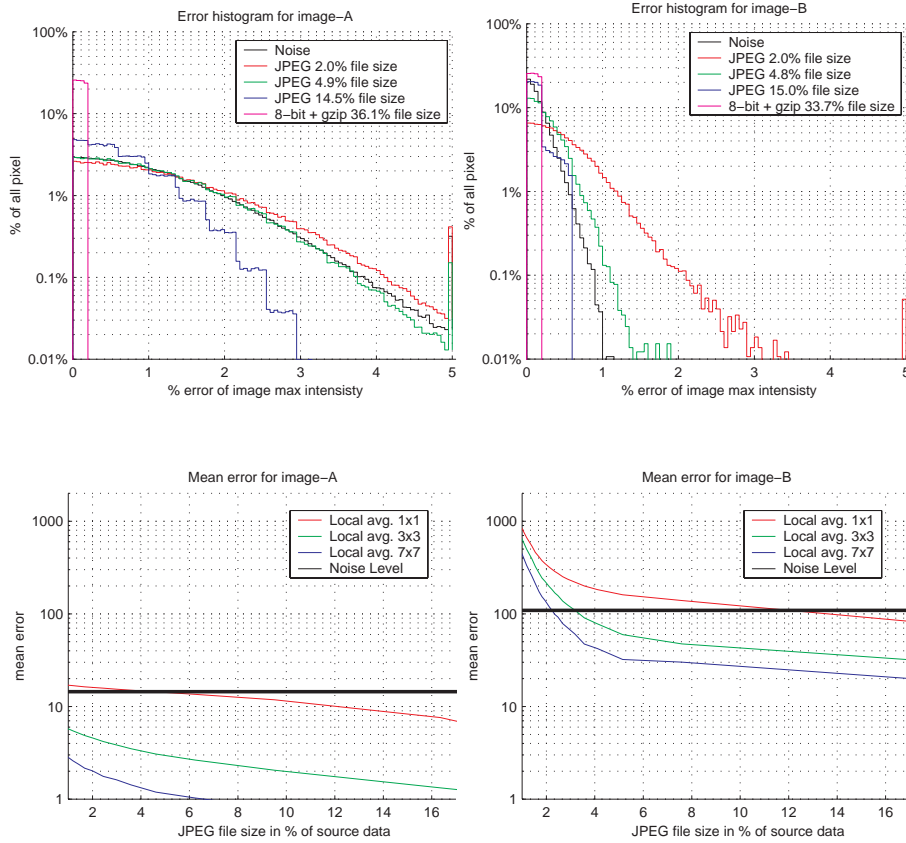 Error histogram for image-A
100%
10%
1%
0.1%
0.01%
% of all pixel
Noise
JPEG 2.0% file size
JPEG 4.9% file size
JPEG 14.5% file size
8-bit + gzip 36.1% file size
0 1 2 3 4 5
% error of image max intensisty
Error histogram for image-B
100%
10%
1%
0.1%
0.01%
% of all pixel
Noise
JPEG 2.0% file size
JPEG 4.8% file size
JPEG 15.0% file size
8-bit + gzip 33.7% file size
0 1 2 3 4 5
% error of image max intensisty
Mean error for image-A
1000
100
10
1
mean error
Local avg. 1x1
Local avg. 3x3
Local avg. 7x7
Noise Level
2 4 6 8 10 12 14 16
JPEG file size in % of source data
Mean error for image-B
1000
100
10
1
mean error
Local avg. 1x1
Local avg. 3x3
Local avg. 7x7
Noise Level
2 4 6 8 10 12 14 16
JPEG file size in % of source data